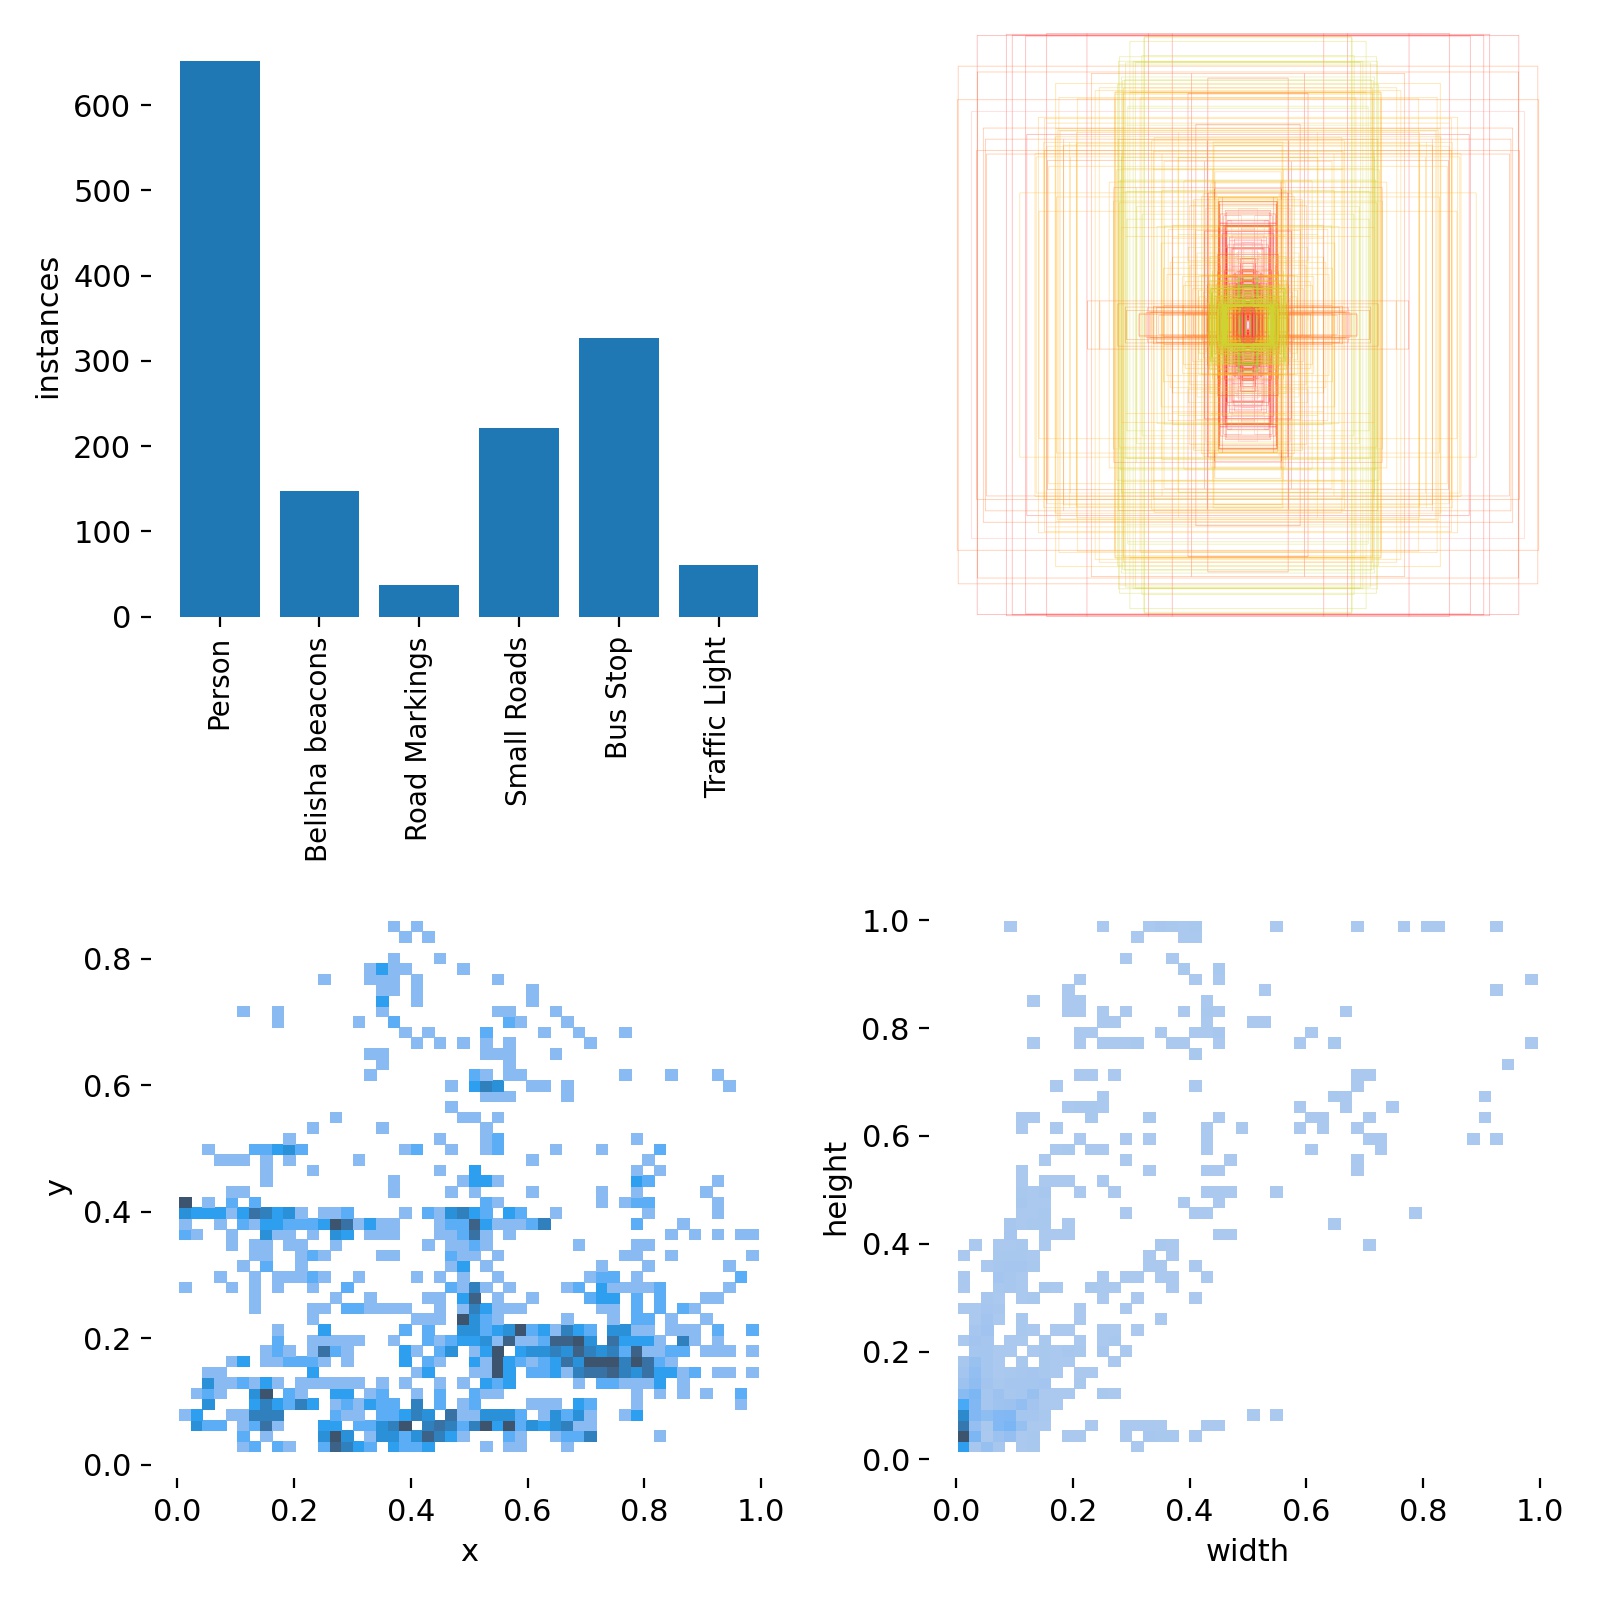 instances
600
500
400
300
200
100
0
Person
Belisha beacons
Road Markings
Small Roads
Bus Stop
Traffic Light
y
0.8
0.6
0.4
0.2
0.0
0.0 0.2 0.4 0.6 0.8 1.0
x
height
1.0
0.8
0.6
0.4
0.2
0.0
0.0 0.2 0.4 0.6 0.8 1.0
width